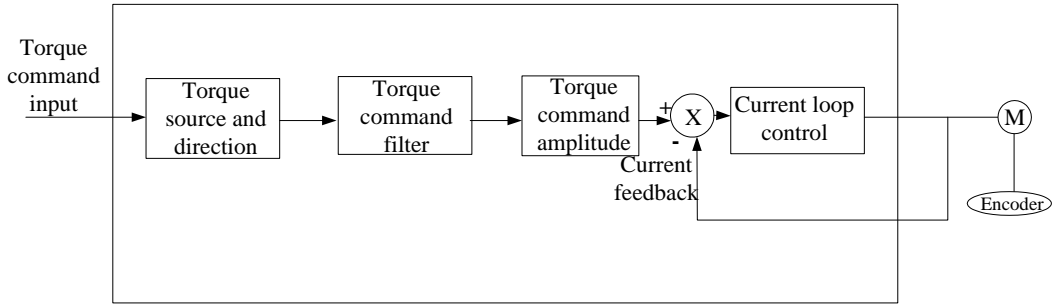 Torque
command
input
Torque
source and
direction
Torque
command
filter
Torque
command
amplitude
+
X
-
Current
feedback
Current loop
control
M
Encoder